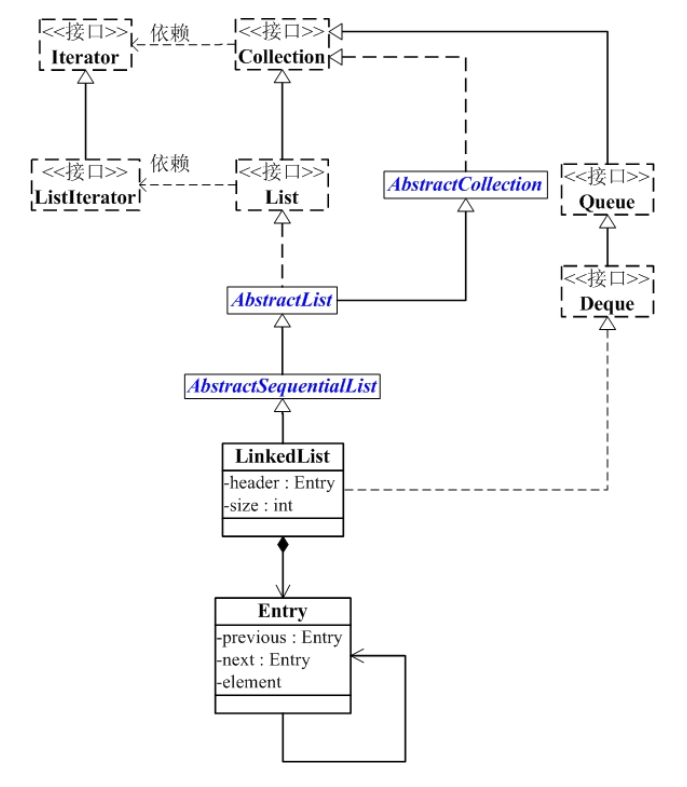 <<接口>>
Iterator
依赖
<<接口>>
Collection
<<接口>>
ListIterator
依赖
<<接口>>
List
AbstractCollection
<<接口>>
Queue
AbstractList
<<接口>>
Deque
AbstractSequentialList
LinkedList
-header : Entry
-size : int
Entry
-previous : Entry
-next : Entry
-element